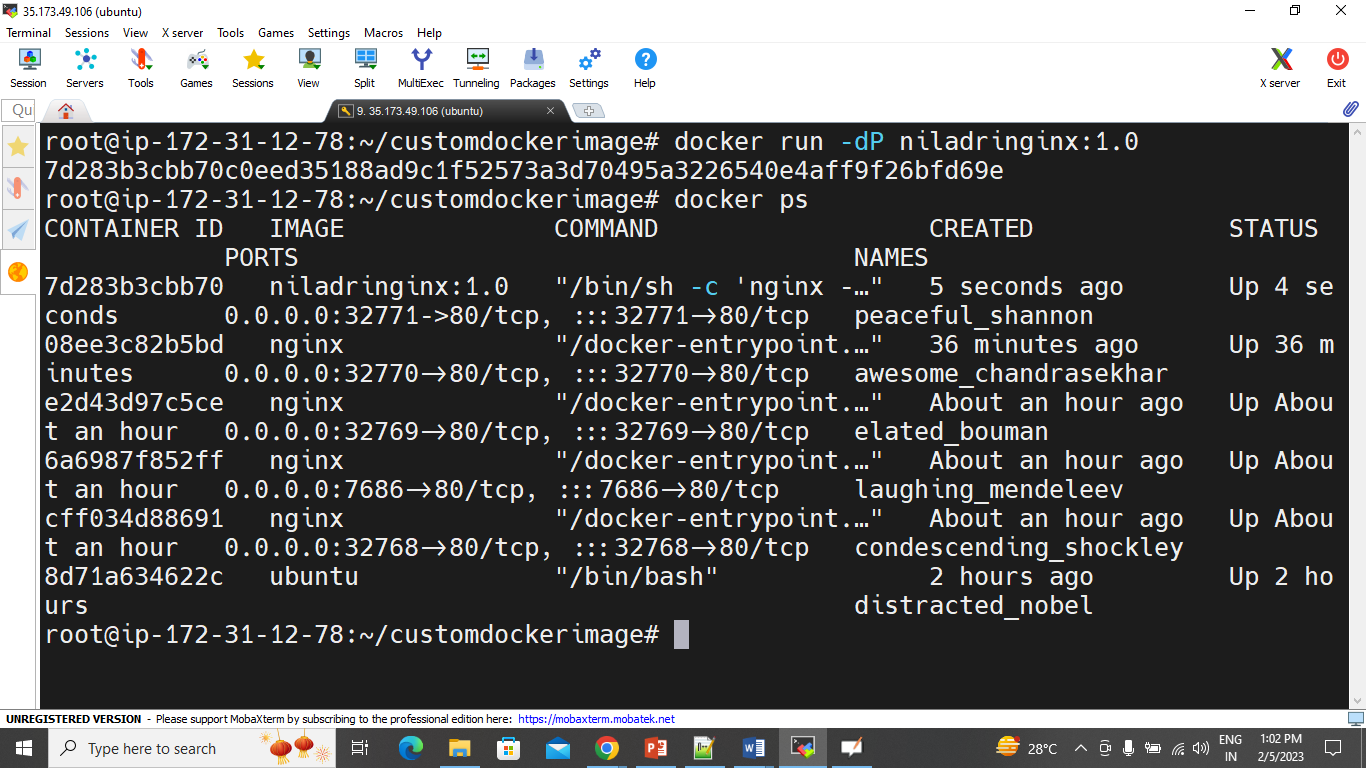 35.173.49.106 (ubuntu)
Terminal Sessions View X server Tools Games Settings Macros Help
Session Servers Tools Games Sessions View Split MultiExec Tunneling Packages Settings Help X server Exit
Qu
9. 35.173.49.106 (ubuntu)
root@ip-172-31-12-78:~/customdockerimage# docker run -dP niladringinx:1.0
7d283b3cbb70c0eed35188ad9c1f52573a3d70495a3226540e4aff9f26bfd69e
root@ip-172-31-12-78:~/customdockerimage# docker ps
CONTAINER ID   IMAGE              COMMAND                  CREATED             STATUS
            PORTS                                     NAMES
7d283b3cbb70   niladringinx:1.0   "/bin/sh -c 'nginx -…"   5 seconds ago       Up 4 se
conds       0.0.0.0:32771->80/tcp, :::32771->80/tcp   peaceful_shannon
08ee3c82b5bd   nginx              "/docker-entrypoint.…"   36 minutes ago      Up 36 m
inutes      0.0.0.0:32770->80/tcp, :::32770->80/tcp   awesome_chandrasekhar
e2d43d97c5ce   nginx              "/docker-entrypoint.…"   About an hour ago   Up Abou
t an hour   0.0.0.0:32769->80/tcp, :::32769->80/tcp   elated_bouman
6a6987f852ff   nginx              "/docker-entrypoint.…"   About an hour ago   Up Abou
t an hour   0.0.0.0:7686->80/tcp, :::7686->80/tcp     laughing_mendeleev
cff034d88691   nginx              "/docker-entrypoint.…"   About an hour ago   Up Abou
t an hour   0.0.0.0:32768->80/tcp, :::32768->80/tcp   condescending_shockley
8d71a634622c   ubuntu             "/bin/bash"              2 hours ago         Up 2 ho
urs                                                   distracted_nobel
root@ip-172-31-12-78:~/customdockerimage#
UNREGISTERED VERSION - Please support MobaXterm by subscribing to the professional edition here: https://mobaxterm.mobatek.net
Type here to search 28°C ENG 1:02 PM
IN 2/5/2023